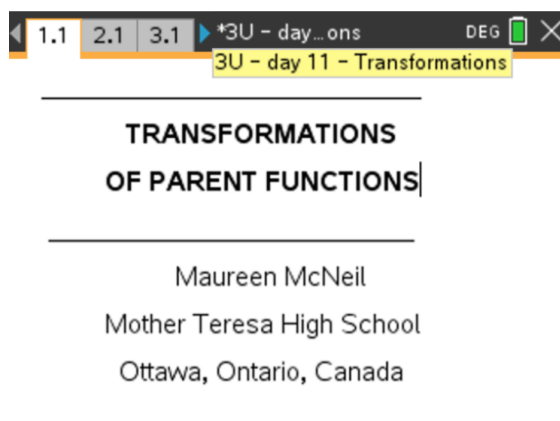 1.1 2.1 3.1 *3U - day...ons DEG
3U - day 11 - Transformations
TRANSFORMATIONS
OF PARENT FUNCTIONS
Maureen McNeil
Mother Teresa High School
Ottawa, Ontario, Canada